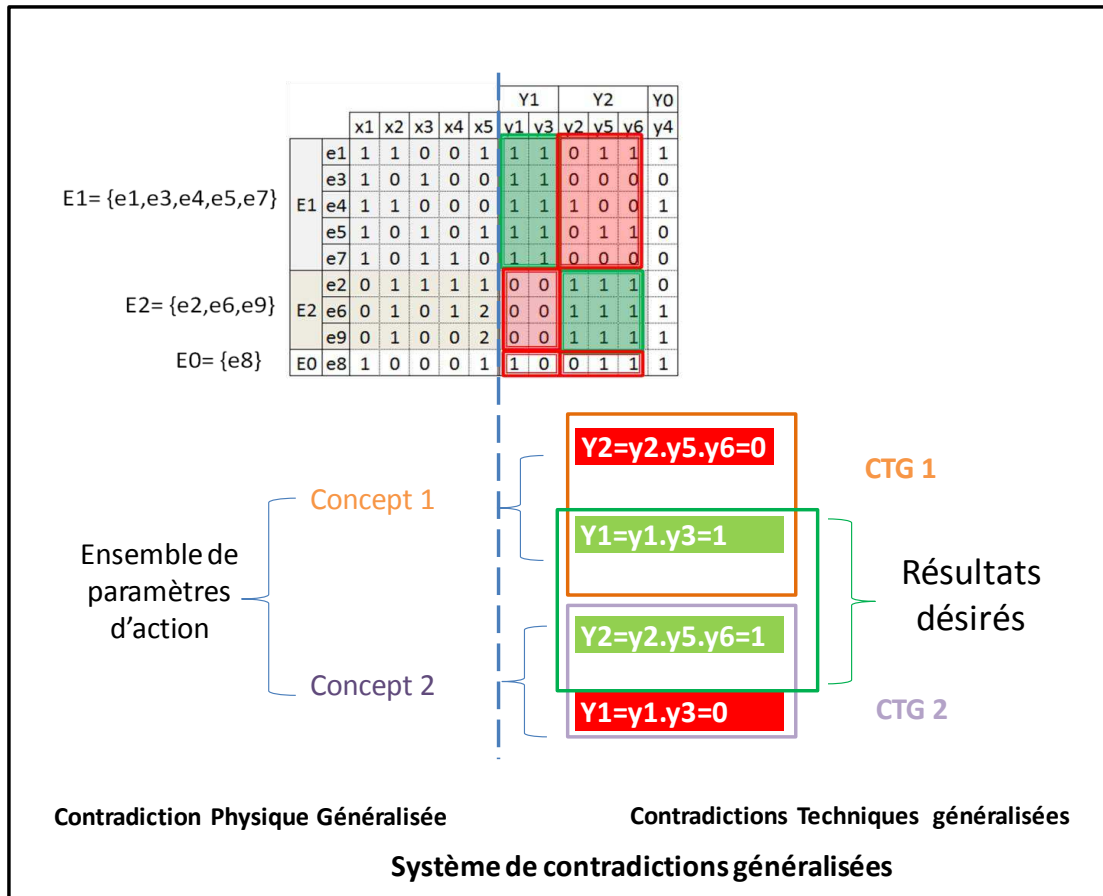 Y1 Y2 Y0
x1 x2 x3 x4 x5 y1 y3 y2 y5 y6 y4
e1 1 1 0 0 1 1 1 0 1 1 1
e3 1 0 1 0 0 1 1 0 0 0 0
E1= {e1,e3,e4,e5,e7} E1 e4 1 1 0 0 0 1 1 1 0 0 1
e5 1 0 1 0 1 1 1 0 1 1 0
e7 1 0 1 1 0 1 1 0 0 0 0
e2 0 1 1 1 1 0 0 1 1 1 0
E2= {e2,e6,e9} E2 e6 0 1 0 1 2 0 0 1 1 1 1
e9 0 1 0 0 2 0 0 1 1 1 1
E0= {e8} E0 e8 1 0 0 0 1 1 0 0 1 1 1
Y2=y2.y5.y6=0
CTG 1
Concept 1
Y1=y1.y3=1
Ensemble de
paramètres
d'action
Résultats
désirés
Y2=y2.y5.y6=1
Concept 2
Y1=y1.y3=0
CTG 2
Contradiction Physique Généralisée
Contradictions Techniques généralisées
Système de contradictions généralisées